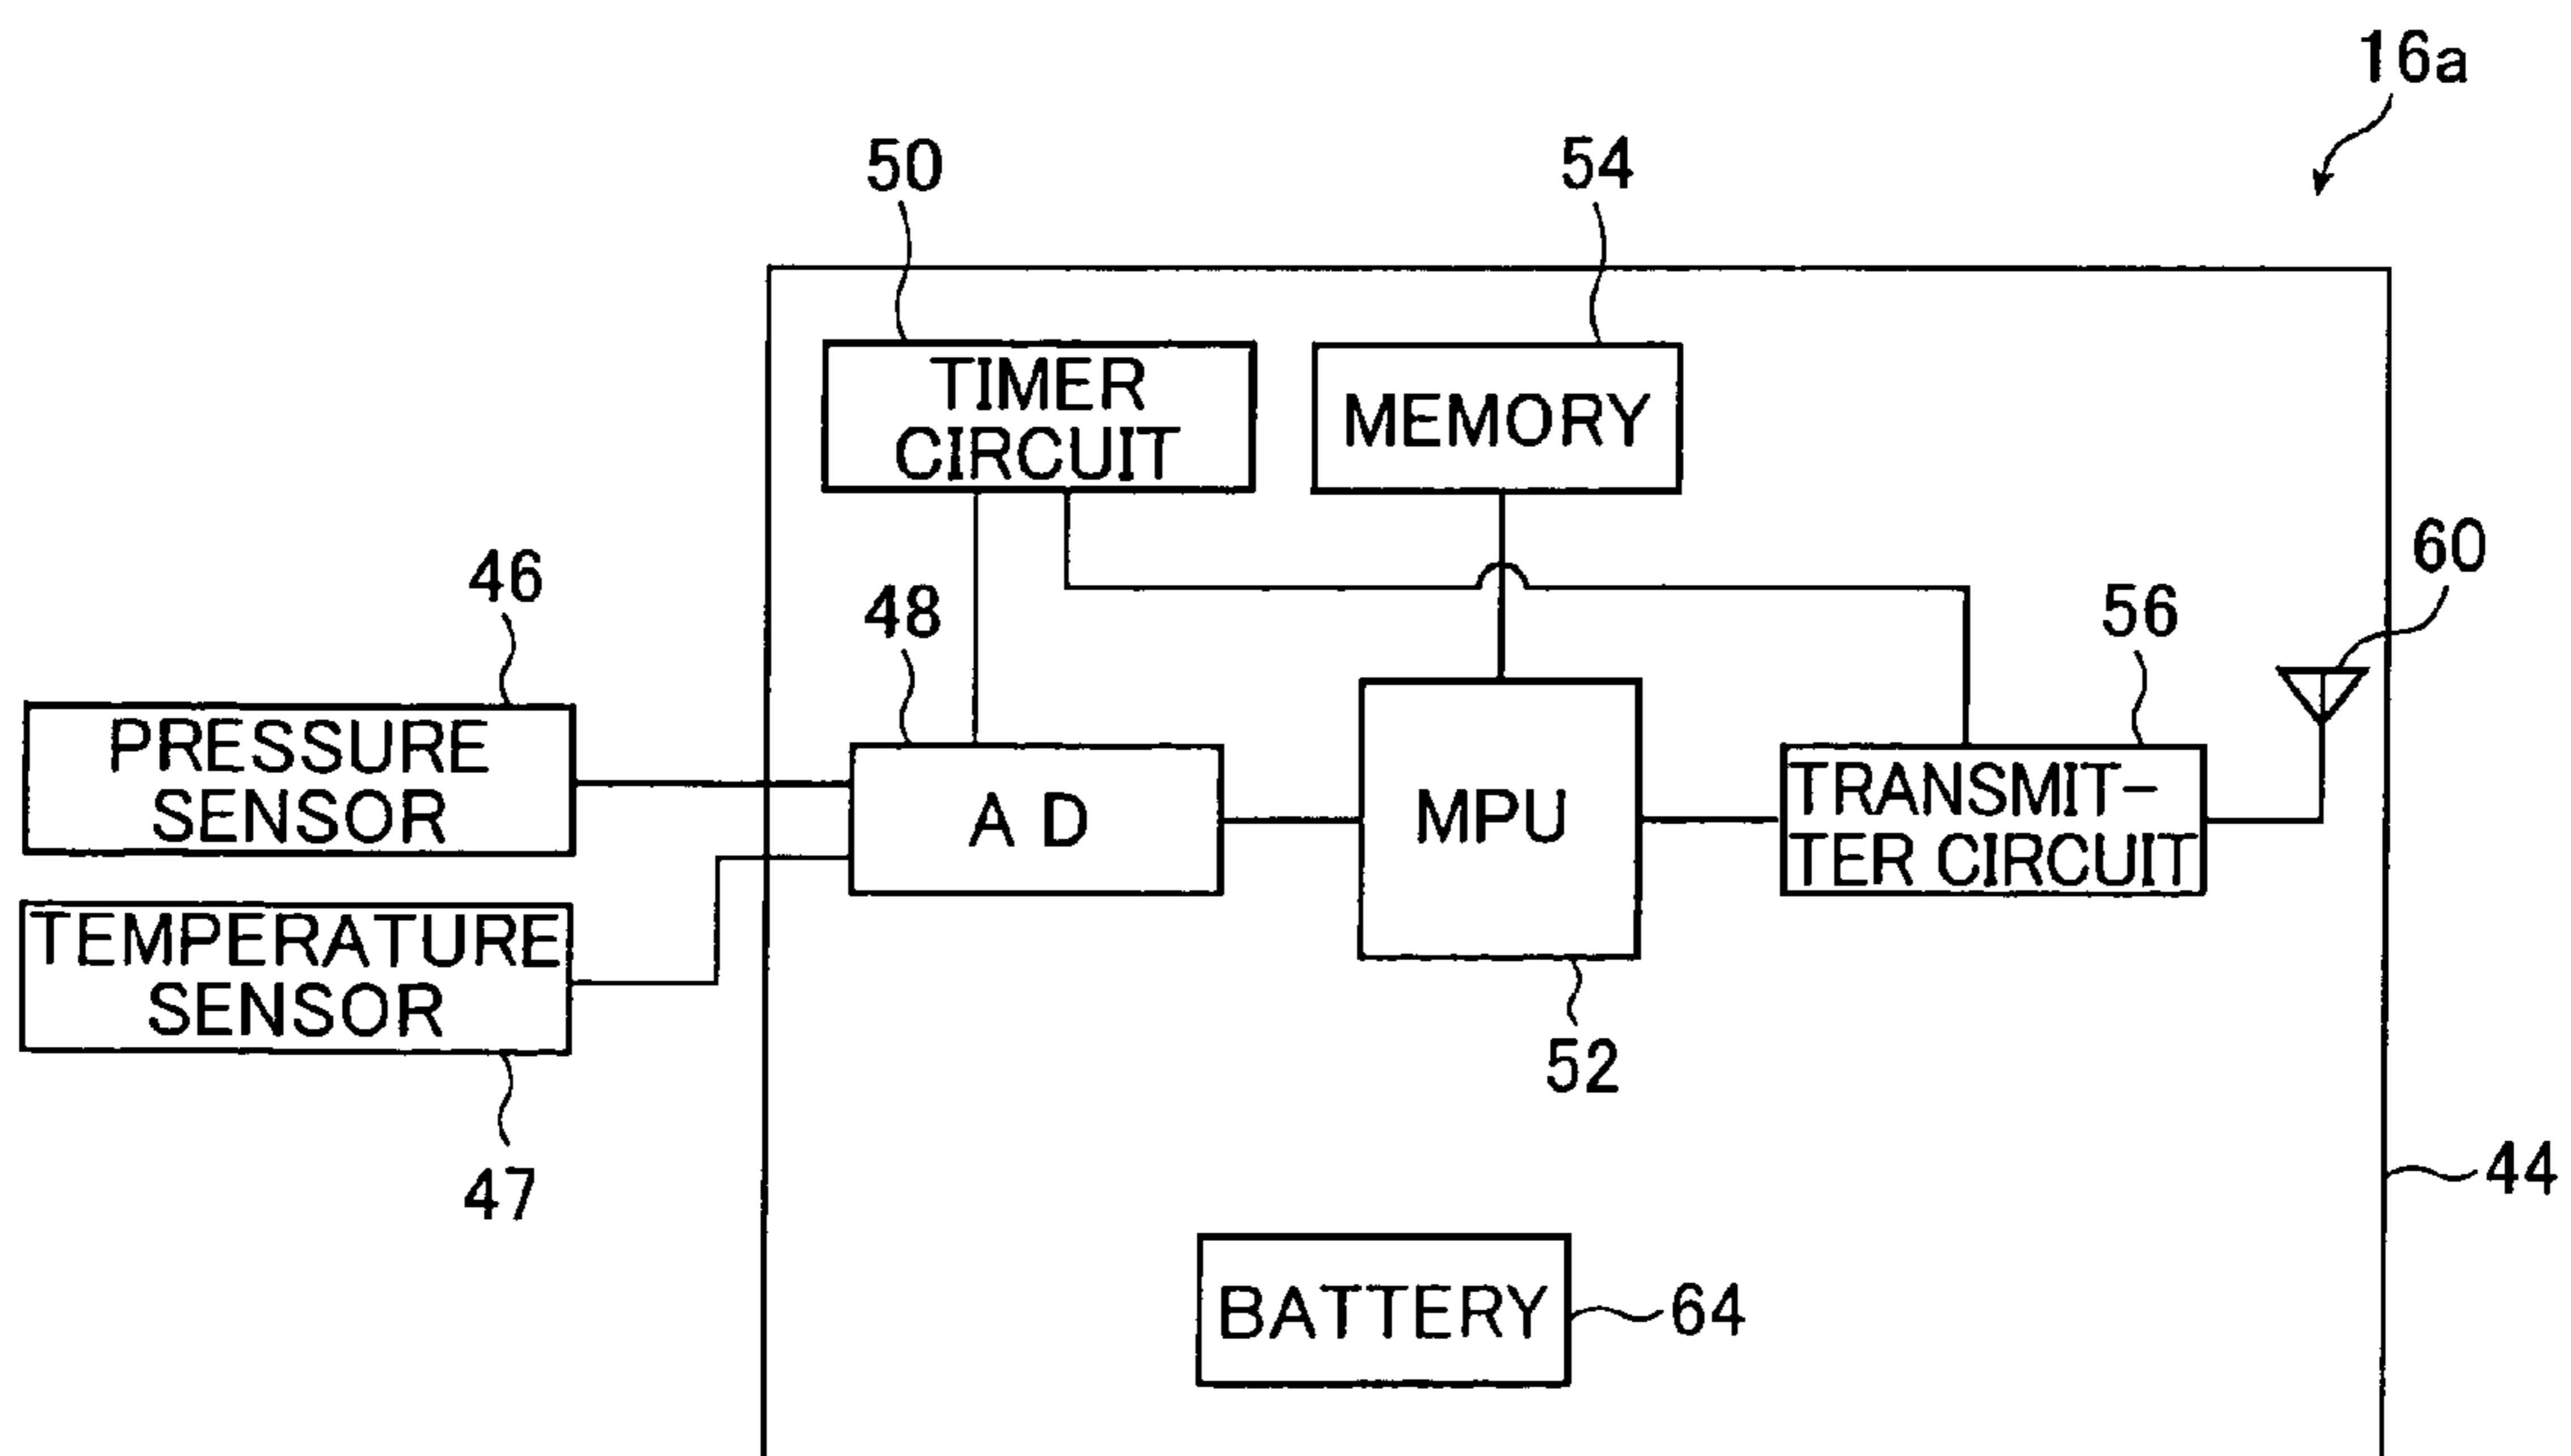 16a
50
54
TIMER
CIRCUIT
MEMORY
60
46
48
56
PRESSURE
SENSOR
A D
MPU
TRANSMIT-
TER CIRCUIT
TEMPERATURE
SENSOR
52
47
44
BATTERY
64